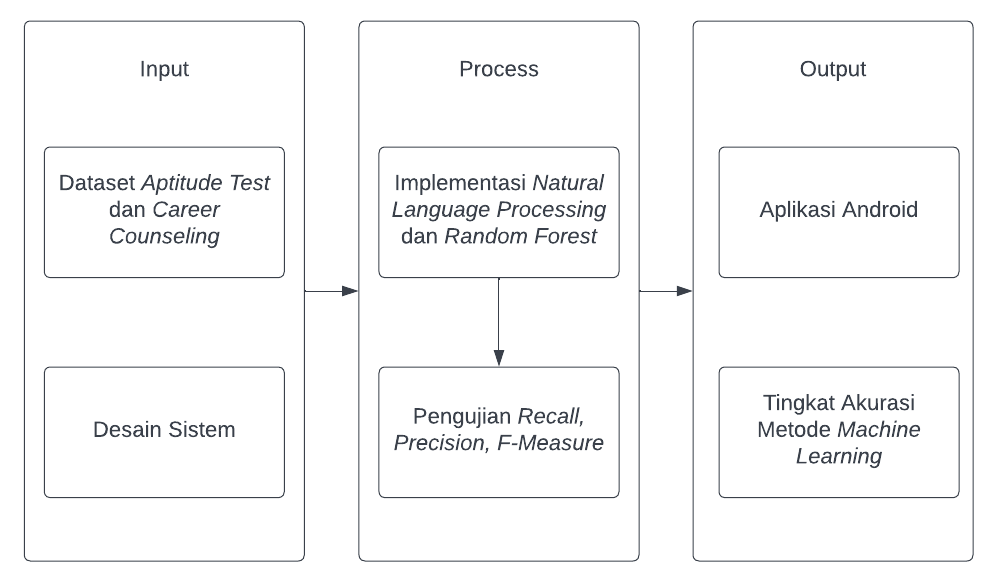 Input
Dataset Aptitude Test
dan Career
Counseling
Desain Sistem
Process
Implementasi Natural
Language Processing
dan Random Forest
Pengujian Recall,
Precision, F-Measure
Output
Aplikasi Android
Tingkat Akurasi
Metode Machine
Learning